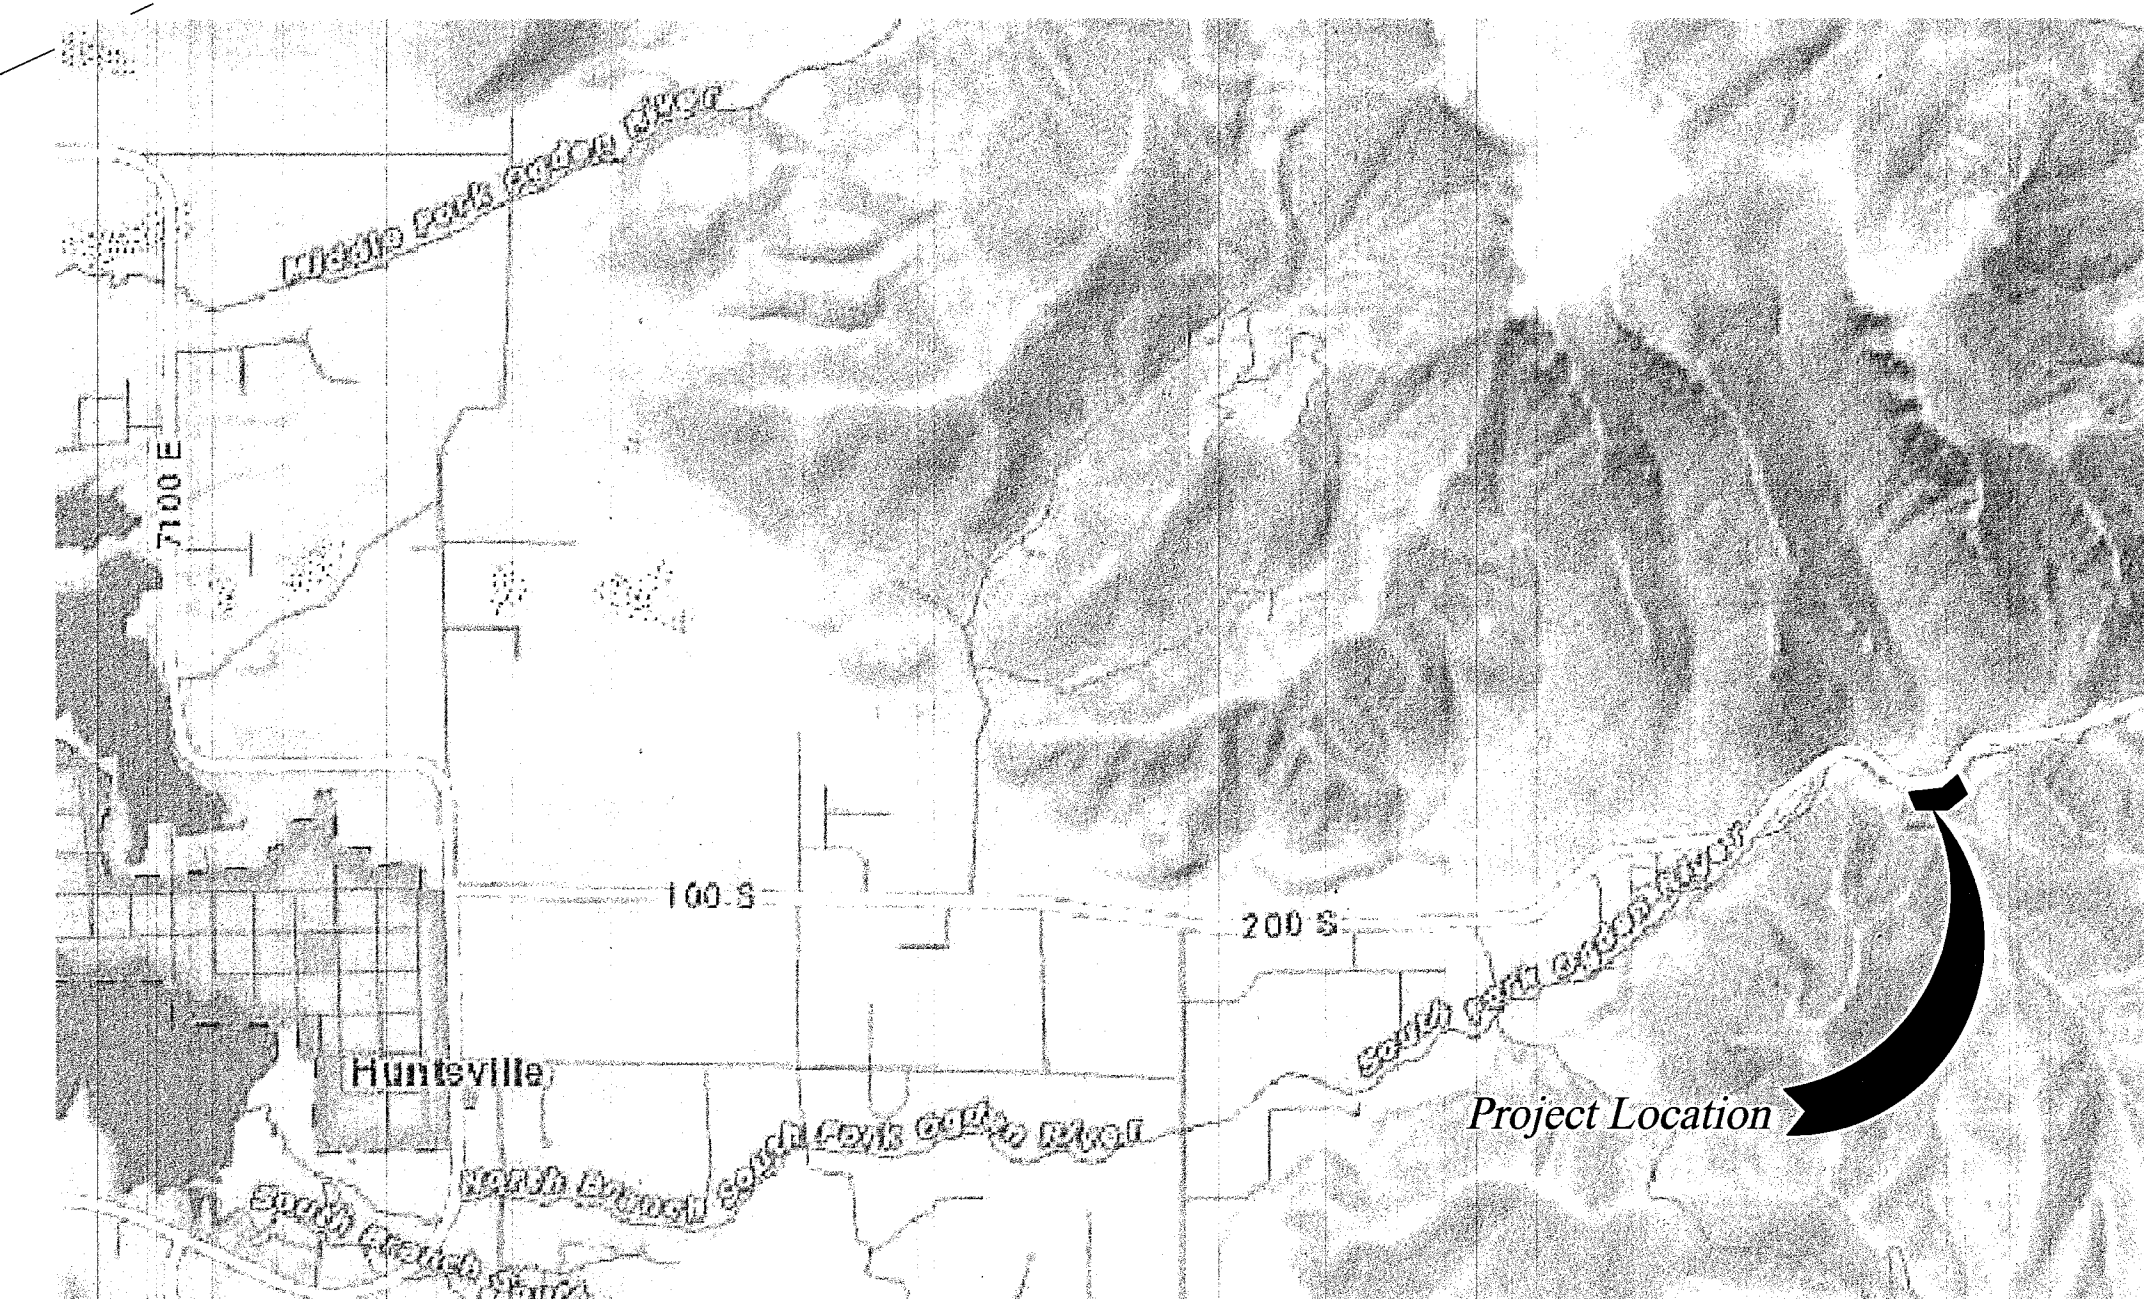 Middle Fork Ogden River
7100 E
100 S
200 S
South Fork Ogden River
Huntsville
Project Location
South Fork Ogden River
North Branch
South Branch